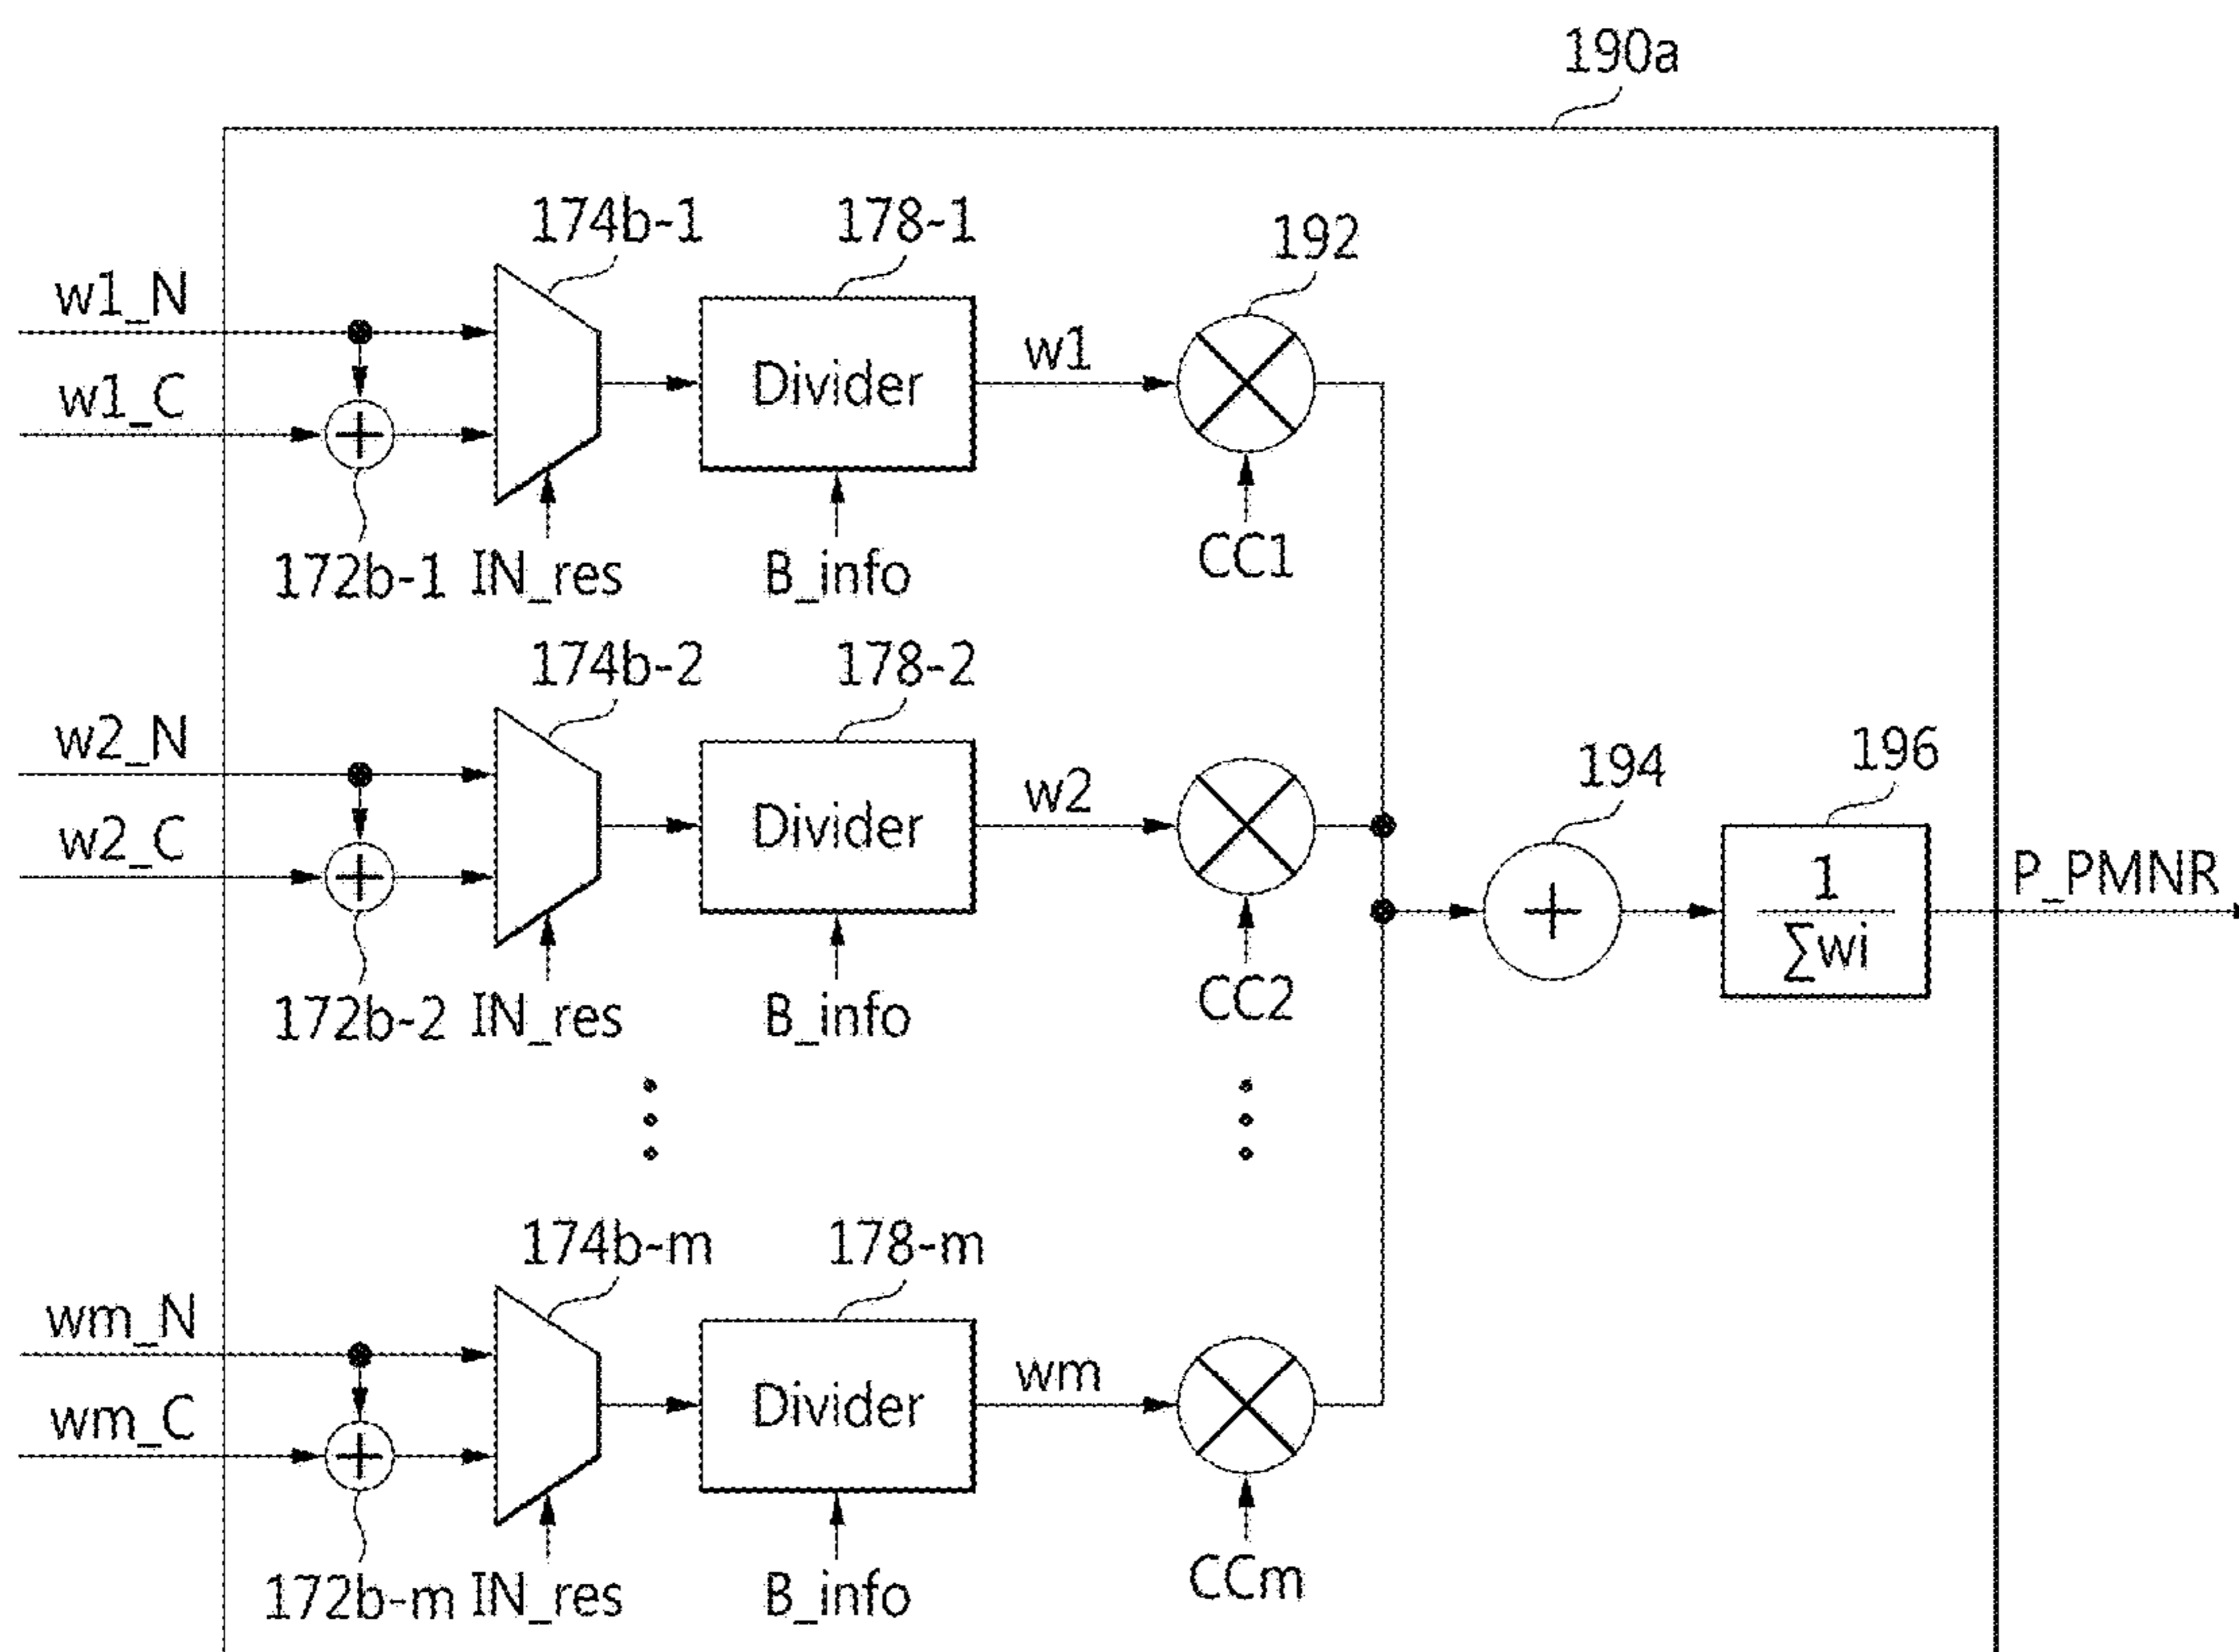 190a
174b-1
178-1
192
w1_N
w1_C
Divider
w1
172b-1
IN_res
B_info
CC1
174b-2
178-2
w2_N
w2_C
Divider
w2
194
196
1
∑wi
P_PMNR
172b-2
IN_res
B_info
CC2
174b-m
178-m
wm_N
wm_C
Divider
wm
172b-m
IN_res
B_info
CCm